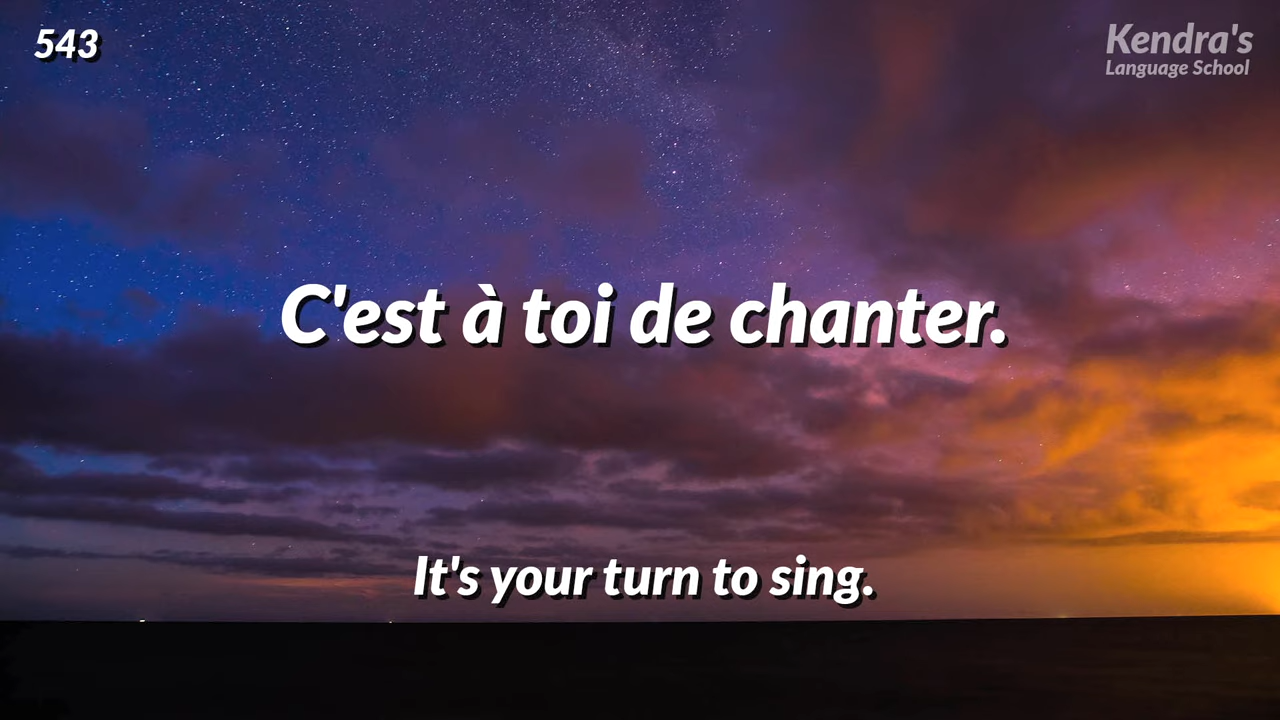 543
Kendra's
Language School
C'est à toi de chanter.
It's your turn to sing.